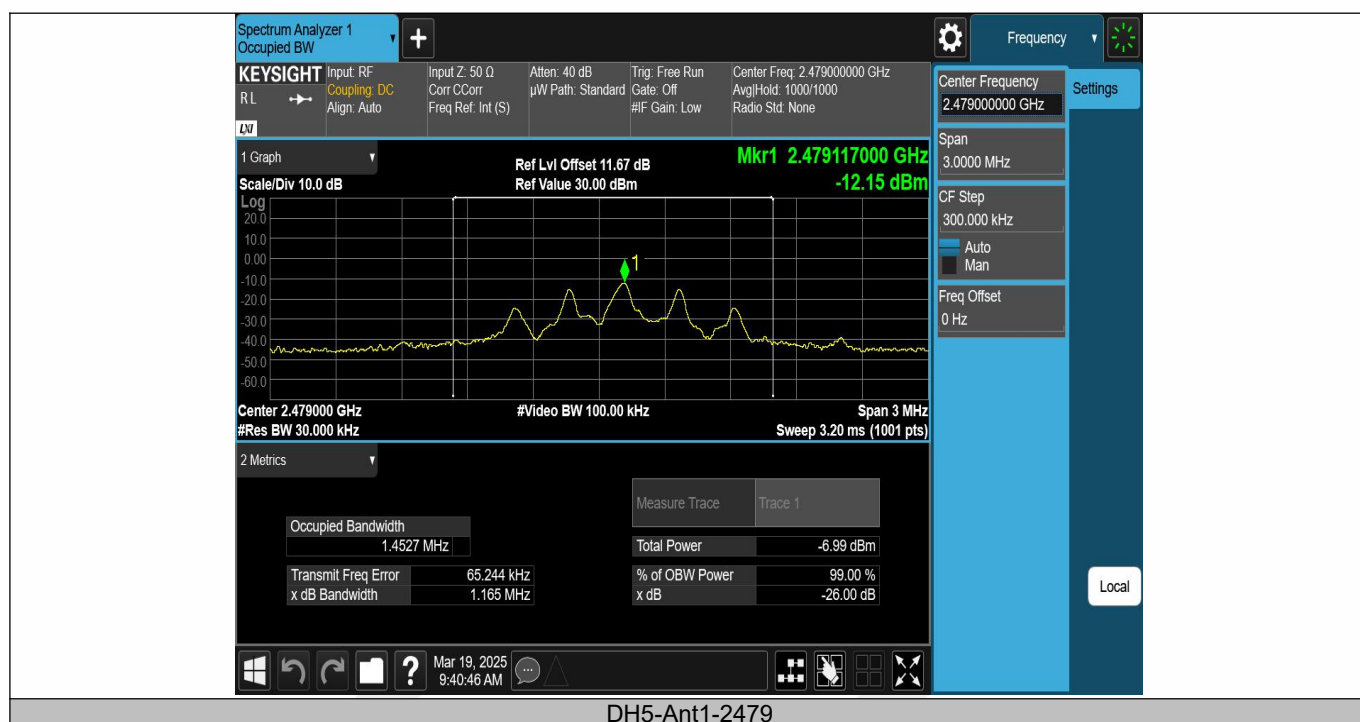 Spectrum Analyzer 1
Occupied BW
+
Frequency
KEYSIGHT
RL
LXI
Input: RF
Coupling: DC
Align: Auto
Input Z: 50 Ω
Corr CCorr
Freq Ref: Int (S)
Atten: 40 dB
µW Path: Standard
Trig: Free Run
Gate: Off
#IF Gain: Low
Center Freq: 2.479000000 GHz
Avg|Hold: 1000/1000
Radio Std: None
Center Frequency
2.479000000 GHz
Settings
Span
3.0000 MHz
CF Step
300.000 kHz
Auto
Man
Freq Offset
0 Hz
Local
1 Graph
Scale/Div 10.0 dB
Ref Lvl Offset 11.67 dB
Ref Value 30.00 dBm
Mkr1 2.479117000 GHz
-12.15 dBm
Log
20.0
10.0
0.00
-10.0
-20.0
-30.0
-40.0
-50.0
-60.0
1
Center 2.479000 GHz
#Res BW 30.000 kHz
#Video BW 100.00 kHz
Span 3 MHz
Sweep 3.20 ms (1001 pts)
2 Metrics
Measure Trace Trace 1
Occupied Bandwidth
1.4527 MHz
Total Power -6.99 dBm
Transmit Freq Error 65.244 kHz
% of OBW Power 99.00 %
x dB Bandwidth 1.165 MHz
x dB -26.00 dB
?
Mar 19, 2025
9:40:46 AM
DH5-Ant1-2479